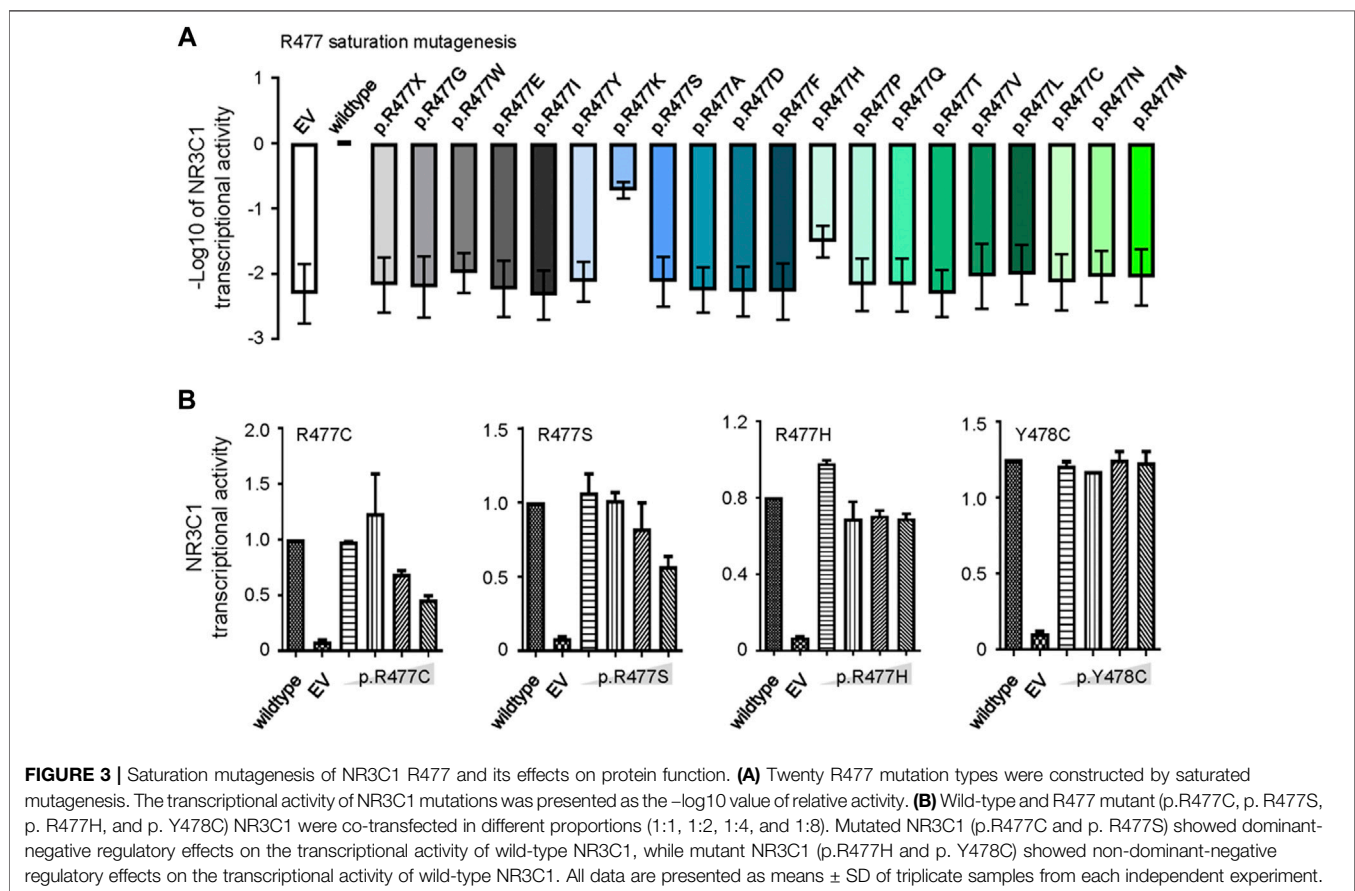 A
R477 saturation mutagenesis
EV wildtype p.R477X p.R477G p.R477W p.R477E p.R477I p.R477Y p.R477K p.R477S p.R477A p.R477D p.R477F p.R477H p.R477P p.R477Q p.R477T p.R477V p.R477L p.R477C p.R477N p.R477M
-Log10 of NR3C1
transcriptional activity
1
0
-1
-2
-3
B
NR3C1
transcriptional activity
R477C
2.0
1.5
1.0
0.5
0
wildtype EV p.R477C
R477S
1.5
1.0
0.5
0
wildtype EV p.R477S
R477H
1.2
0.8
0.4
0
wildtype EV p.R477H
Y478C
1.5
1.0
0.5
0
wildtype EV p.Y478C
FIGURE 3 | Saturation mutagenesis of NR3C1 R477 and its effects on protein function. (A) Twenty R477 mutation types were constructed by saturated
mutagenesis. The transcriptional activity of NR3C1 mutations was presented as the −log10 value of relative activity. (B) Wild-type and R477 mutant (p.R477C, p. R477S,
p. R477H, and p. Y478C) NR3C1 were co-transfected in different proportions (1:1, 1:2, 1:4, and 1:8). Mutated NR3C1 (p.R477C and p. R477S) showed dominant-
negative regulatory effects on the transcriptional activity of wild-type NR3C1, while mutant NR3C1 (p.R477H and p. Y478C) showed non-dominant-negative
regulatory effects on the transcriptional activity of wild-type NR3C1. All data are presented as means ± SD of triplicate samples from each independent experiment.